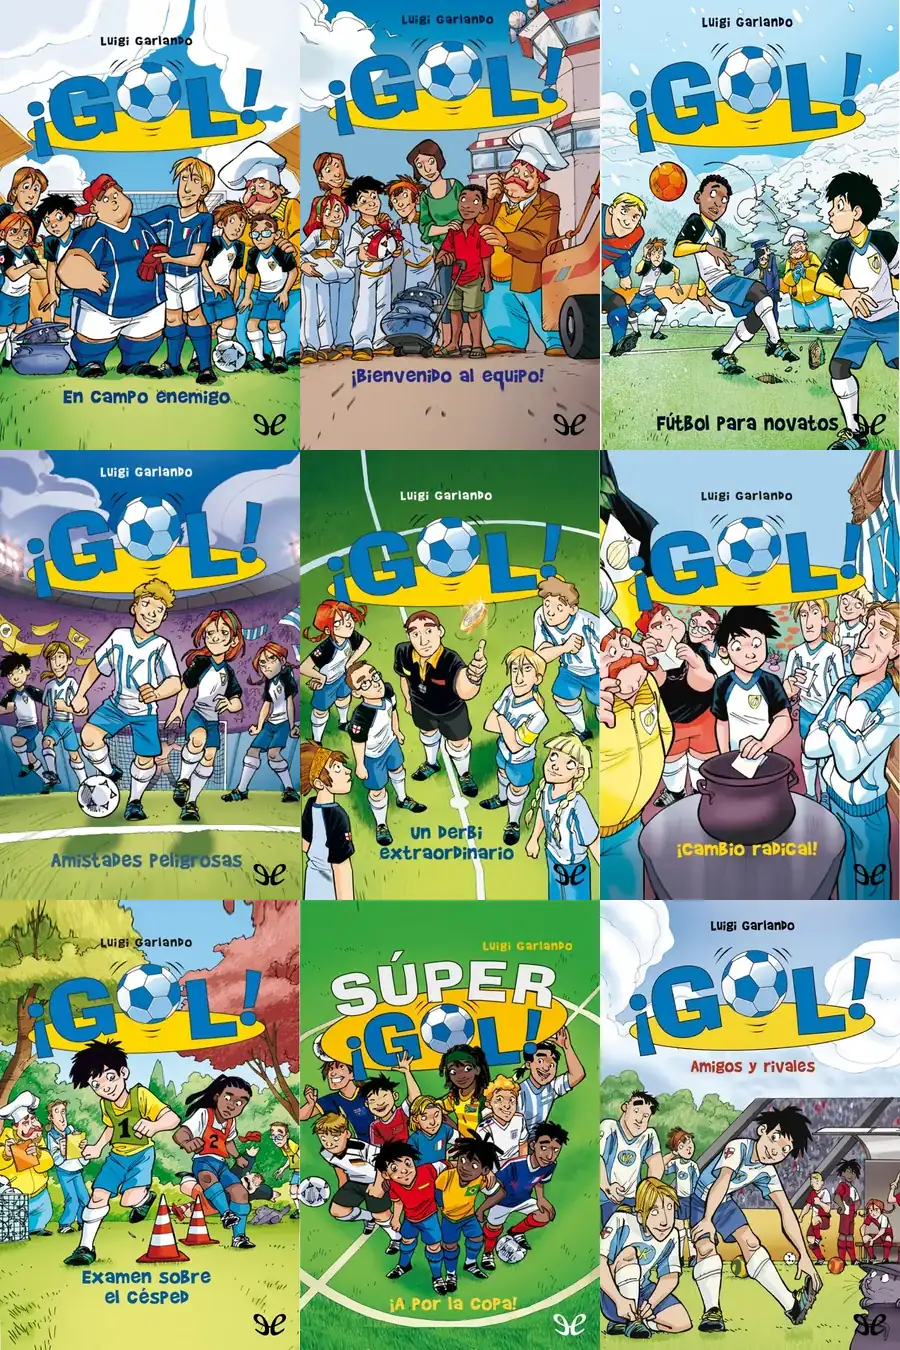 Luigi Garlando
¡GOL!
En campo enemigo
Luigi Garlando
¡GOL!
¡Bienvenido al equipo!
Luigi Garlando
¡GOL!
Fútbol para novatos
Luigi Garlando
¡GOL!
K
K
Amistades peligrosas
Luigi Garlando
¡GOL!
Un derbi
extraordinario
Luigi Garlando
¡GOL!
K
K
¡Cambio radical!
Luigi Garlando
¡GOL!
1
2
Examen sobre
el césped
Luigi Garlando
SÚPER
¡GOL!
¡A por la copa!
Luigi Garlando
¡GOL!
Amigos y rivales